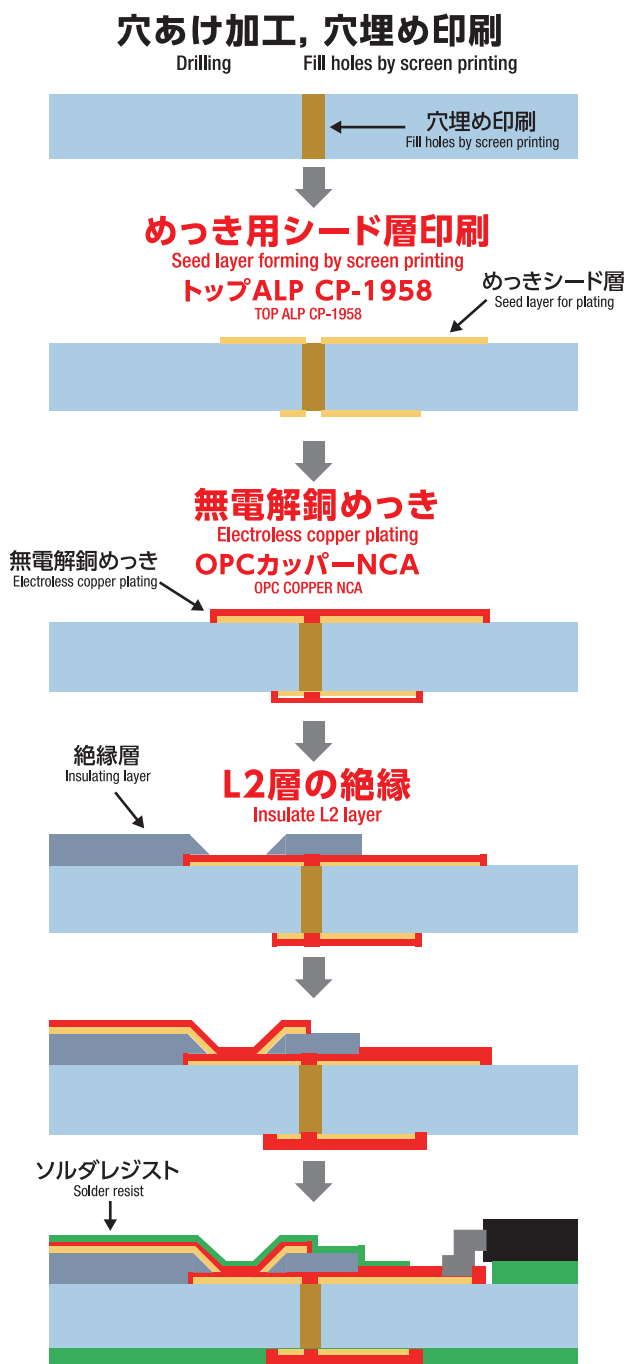 穴あけ加工, 穴埋め印刷
Drilling Fill holes by screen printing
穴埋め印刷
Fill holes by screen printing
めっき用シード層印刷
Seed layer forming by screen printing
トップALP CP-1958
TOP ALP CP-1958
めっきシード層
Seed layer for plating
無電解銅めっき
Electroless copper plating
OPCカッパーNCA
OPC COPPER NCA
無電解銅めっき
Electroless copper plating
絶縁層
Insulating layer
L2層の絶縁
Insulate L2 layer
ソルダレジスト
Solder resist